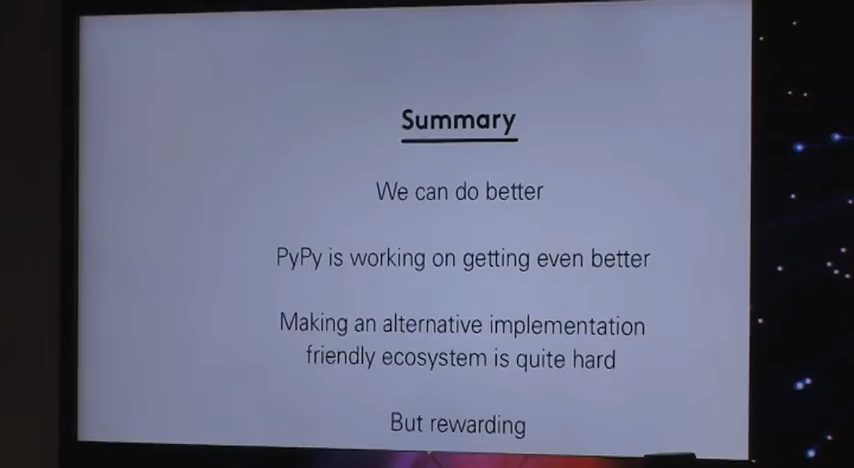 Summary
We can do better
PyPy is working on getting even better
Making an alternative implementation
friendly ecosystem is quite hard
But rewarding